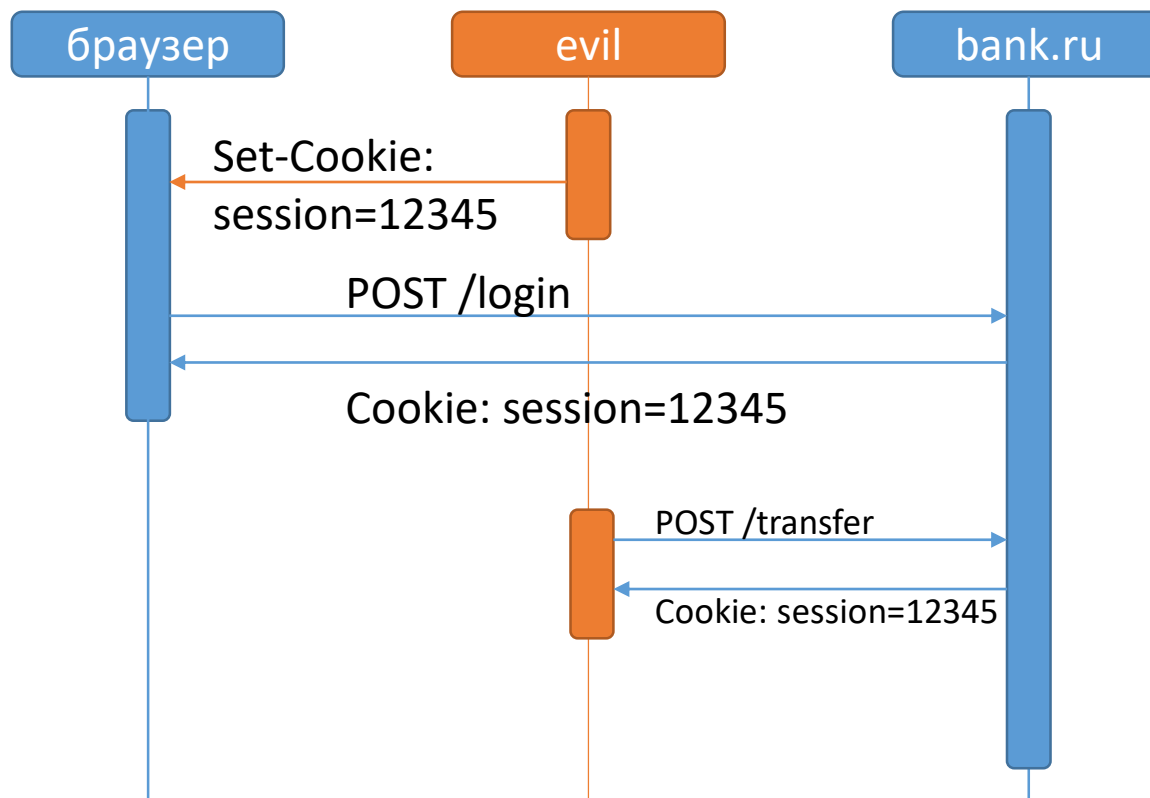 браузер
evil
bank.ru
Set-Cookie:
session=12345
POST /login
Cookie: session=12345
POST /transfer
Cookie: session=12345